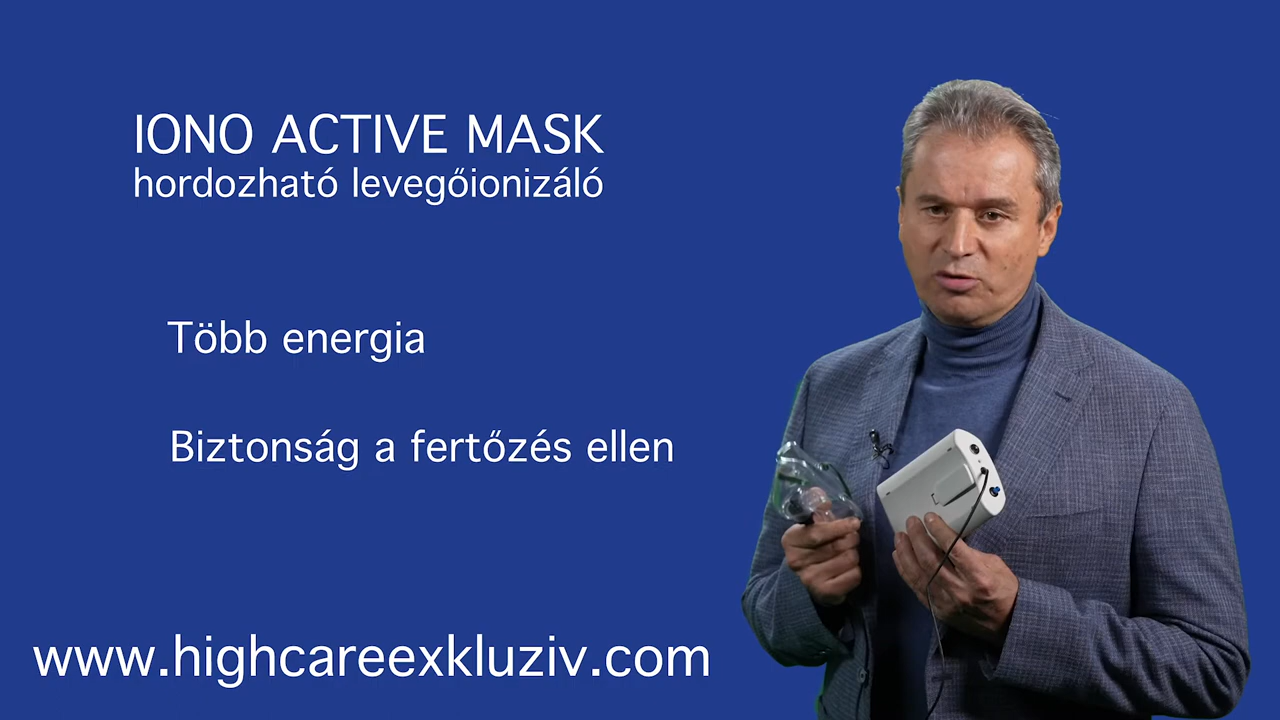 IONO ACTIVE MASK
hordozható levegőionizáló
Több energia
Biztonság a fertőzés ellen
www.highcareexkluziv.com